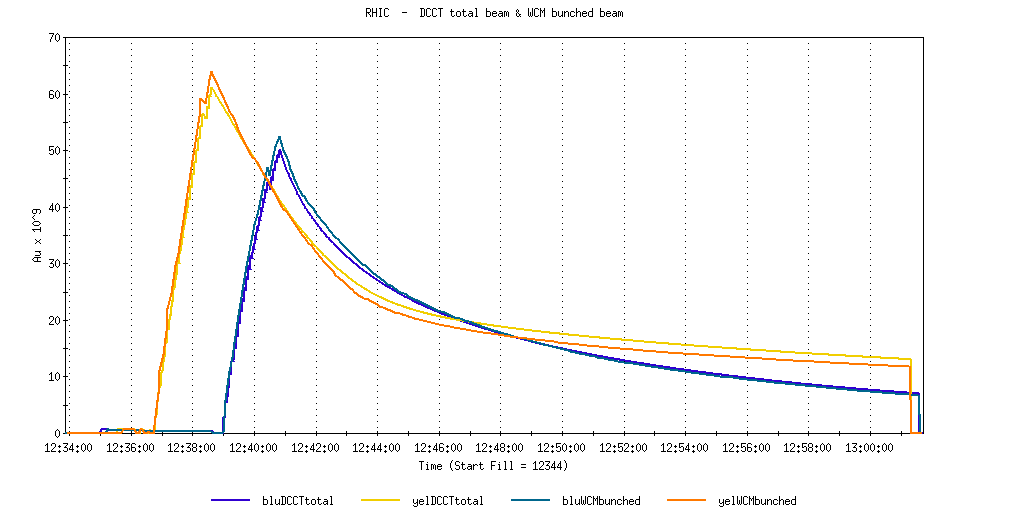 RHIC - DCCT total beam & WCM bunched beam
70
60
50
40
30
20
10
0
Au x 10^9
12:34:00 12:36:00 12:38:00 12:40:00 12:42:00 12:44:00 12:46:00 12:48:00 12:50:00 12:52:00 12:54:00 12:56:00 12:58:00 13:00:00
Time (Start Fill = 12344)
bluDCCTtotal yelDCCTtotal bluWCMbunched yelWCMbunched